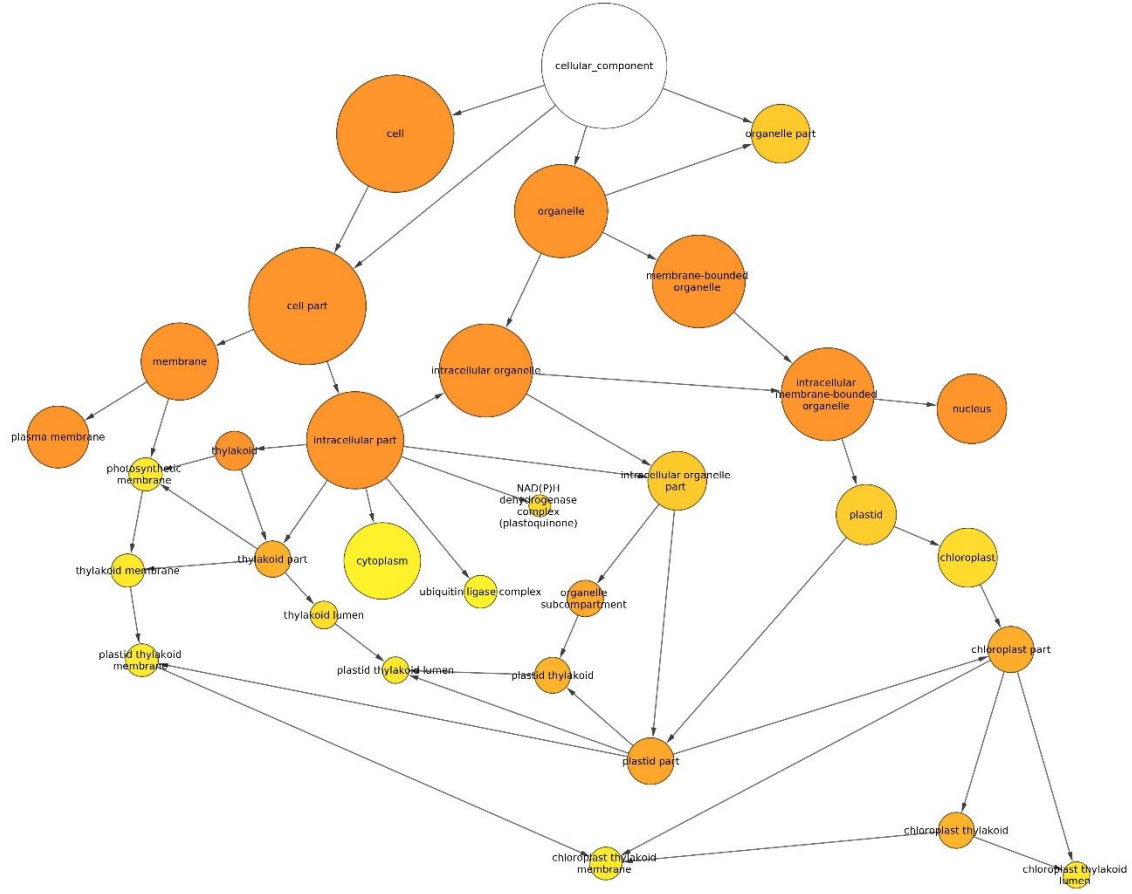 cellular_component
cell
organelle part
organelle
membrane-bounded
organelle
cell part
membrane
intracellular organelle
intracellular
membrane-bounded
organelle
nucleus
plasma membrane
thylakoid
intracellular part
photosynthetic
membrane
intracellular organelle
part
NAD(P)H
dehydrogenase
complex
(plastoquinone)
plastid
thylakoid membrane
thylakoid part
cytoplasm
chloroplast
ubiquitin ligase complex
organelle
subcompartment
thylakoid lumen
plastid thylakoid
membrane
plastid thylakoid lumen
plastid thylakoid
chloroplast part
plastid part
chloroplast thylakoid
chloroplast thylakoid
membrane
chloroplast thylakoid
lumen